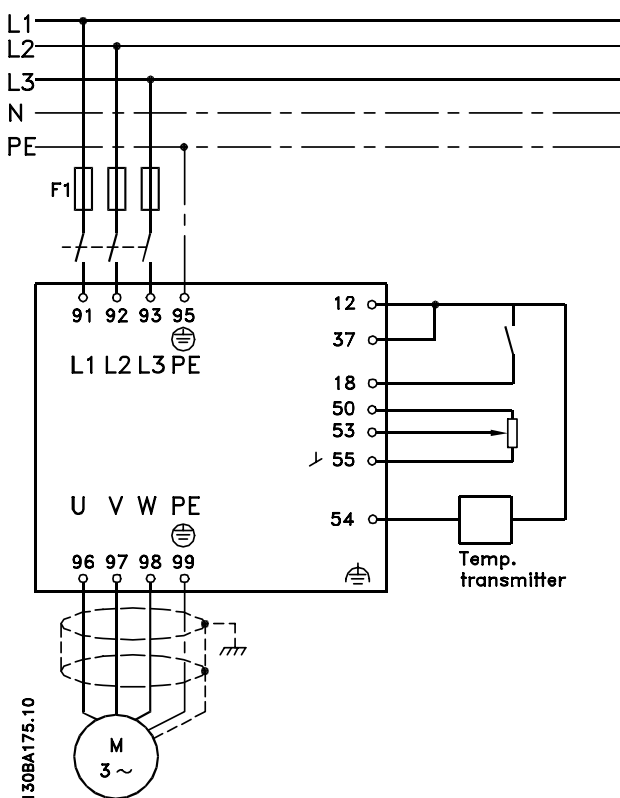 L1
L2
L3
N
PE
F1
91 92 93 95
L1 L2 L3 PE
12
37
18
50
53
55
54
Temp.
transmitter
U V W PE
96 97 98 99
M
3 ~
130BA175.10